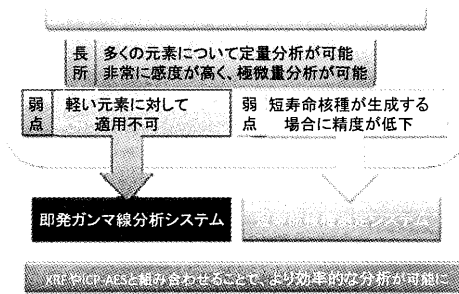 長所
多くの元素について定量分析が可能
非常に感度が高く、極微量分析が可能
弱点
軽い元素に対して
適用不可
弱点
短寿命核種が生成する
場合に精度が低下
即発ガンマ線分析システム
システム
XRFやICP-AESと組み合わせることで、より効率的な分析が可能に